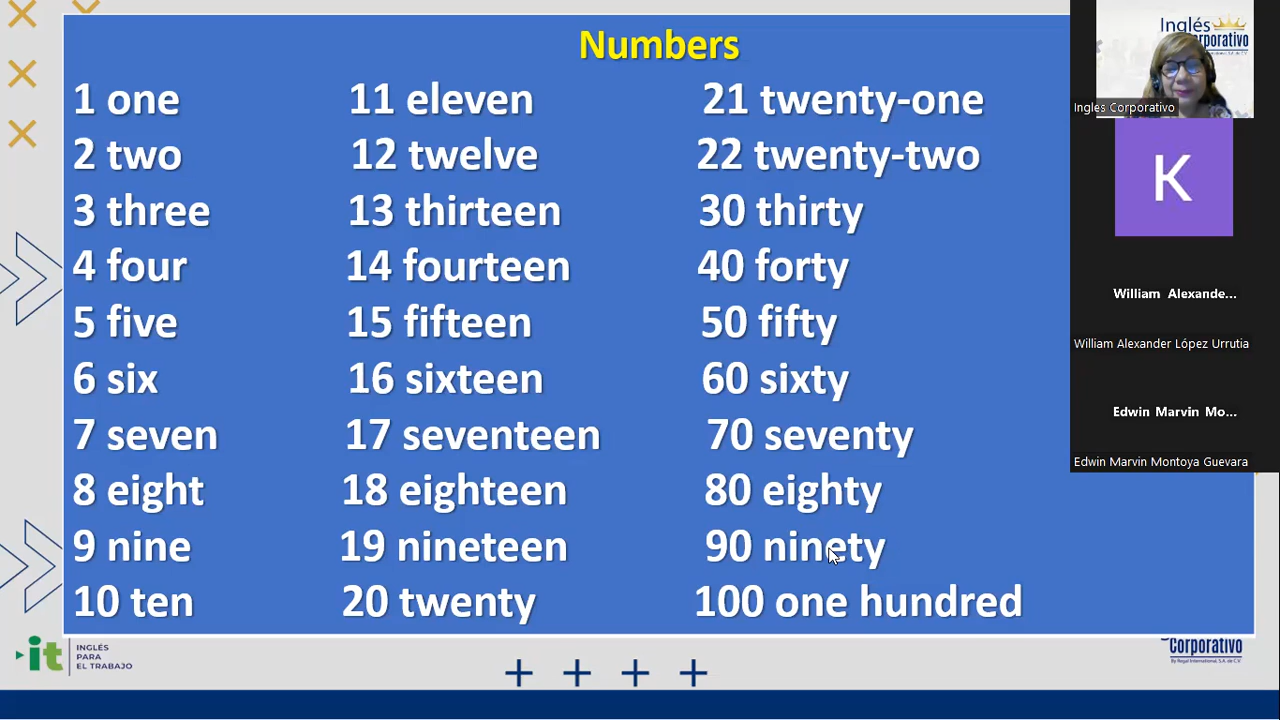 Numbers
1 one
2 two
3 three
4 four
5 five
6 six
7 seven
8 eight
9 nine
10 ten
11 eleven
12 twelve
13 thirteen
14 fourteen
15 fifteen
16 sixteen
17 seventeen
18 eighteen
19 nineteen
20 twenty
21 twenty-one
22 twenty-two
30 thirty
40 forty
50 fifty
60 sixty
70 seventy
80 eighty
90 ninety
100 one hundred
Inglés
Corporativo
Ingles Corporativo
K
William Alexande...
William Alexander López Urrutia
Edwin Marvin Mo...
Edwin Marvin Montoya Guevara
it
INGLÉS
PARA
EL TRABAJO
Corporativo
By Regal International, S.A. de C.V.